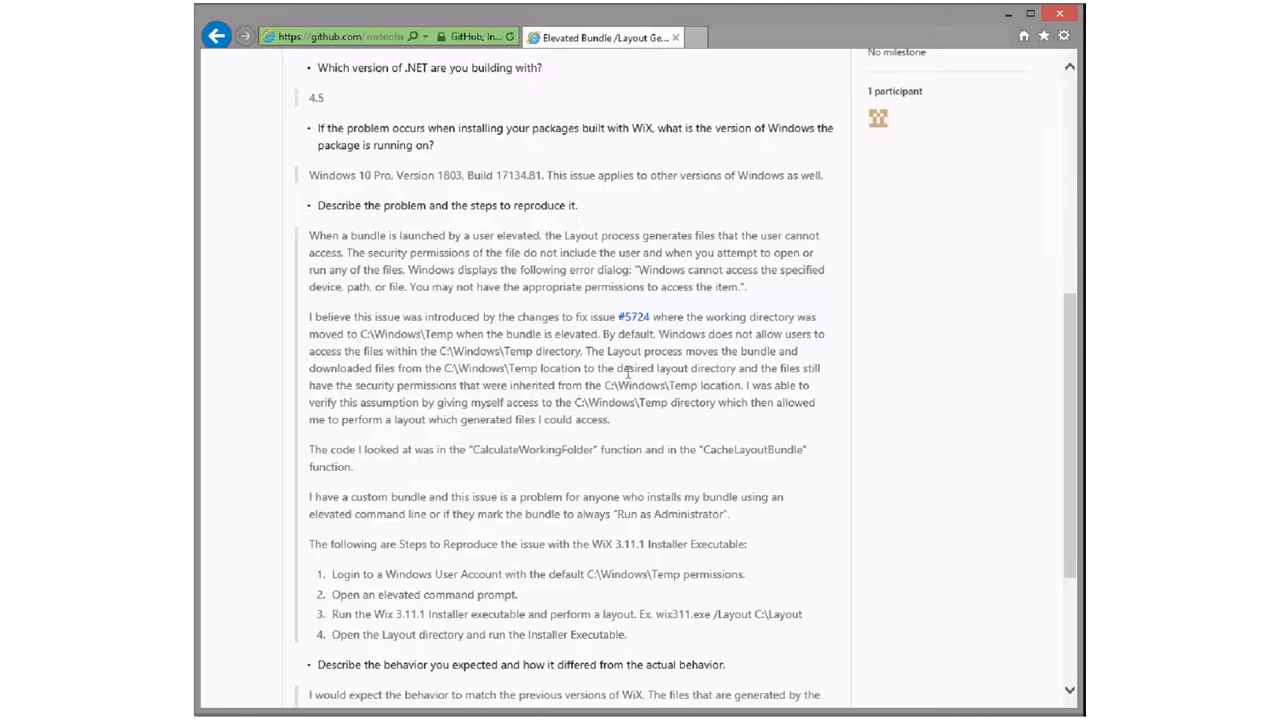 https://github.com/wixtools
GitHub, In...
Elevated Bundle /Layout Ge...
No milestone
• Which version of .NET are you building with?
1 participant
4.5
• If the problem occurs when installing your packages built with WiX, what is the version of Windows the
package is running on?
Windows 10 Pro, Version 1803, Build 17134.81. This issue applies to other versions of Windows as well.
• Describe the problem and the steps to reproduce it.
When a bundle is launched by a user elevated, the Layout process generates files that the user cannot
access. The security permissions of the file do not include the user and when you attempt to open or
run any of the files, Windows displays the following error dialog: "Windows cannot access the specified
device, path, or file. You may not have the appropriate permissions to access the item.".
I believe this issue was introduced by the changes to fix issue #5724 where the working directory was
moved to C:\Windows\Temp when the bundle is elevated. By default, Windows does not allow users to
access the files within the C:\Windows\Temp directory. The Layout process moves the bundle and
downloaded files from the C:\Windows\Temp location to the desired layout directory and the files still
have the security permissions that were inherited from the C:\Windows\Temp location. I was able to
verify this assumption by giving myself access to the C:\Windows\Temp directory which then allowed
me to perform a layout which generated files I could access.
The code I looked at was in the "CalculateWorkingFolder" function and in the "CacheLayoutBundle"
function.
I have a custom bundle and this issue is a problem for anyone who installs my bundle using an
elevated command line or if they mark the bundle to always "Run as Administrator".
The following are Steps to Reproduce the issue with the WiX 3.11.1 Installer Executable:
1. Login to a Windows User Account with the default C:\Windows\Temp permissions.
2. Open an elevated command prompt.
3. Run the Wix 3.11.1 Installer executable and perform a layout. Ex. wix311.exe /Layout C:\Layout
4. Open the Layout directory and run the Installer Executable.
• Describe the behavior you expected and how it differed from the actual behavior.
I would expect the behavior to match the previous versions of WiX. The files that are generated by the